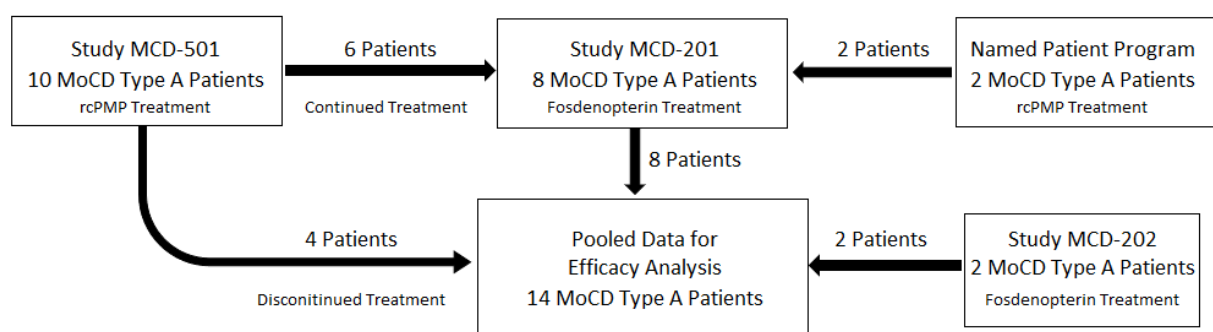 Study MCD-501
10 MoCD Type A Patients
rcPMP Treatment
6 Patients
Continued Treatment
Study MCD-201
8 MoCD Type A Patients
Fosdenopterin Treatment
2 Patients
Named Patient Program
2 MoCD Type A Patients
rcPMP Treatment
8 Patients
4 Patients
Disconitinued Treatment
Pooled Data for
Efficacy Analysis
14 MoCD Type A Patients
2 Patients
Study MCD-202
2 MoCD Type A Patients
Fosdenopterin Treatment